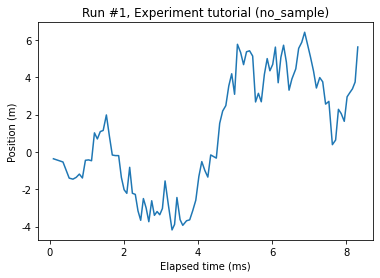 Run #1, Experiment tutorial (no_sample)
Position (m)
6
4
2
0
-2
-4
0 2 4 6 8
Elapsed time (ms)